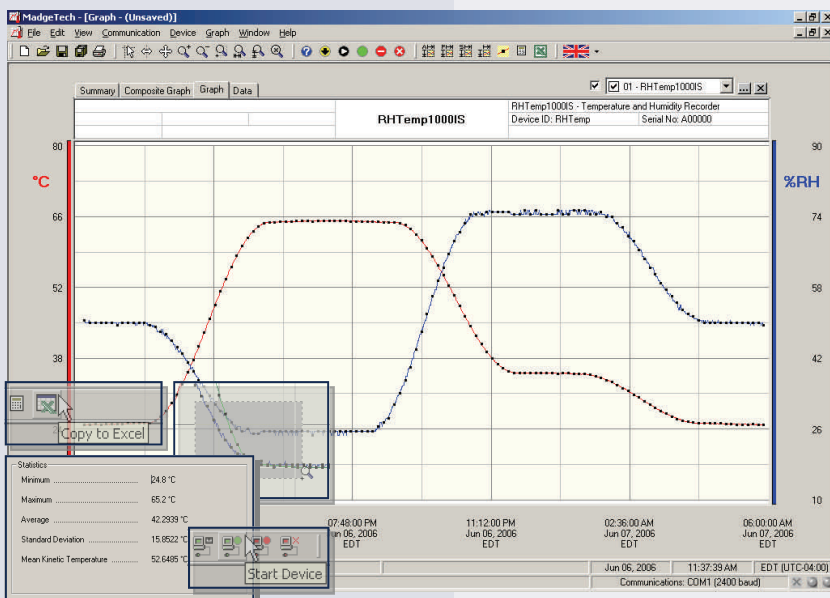 MadgeTech - [Graph - (Unsaved)]
File Edit View Communication Device Graph Window Help
Summary Composite Graph Graph Data
01 - RHTemp1000IS
RHTemp1000IS
RHTemp1000IS - Temperature and Humidity Recorder
Device ID: RHTemp Serial No: A00000
80 90
°C %RH
66 74
52 58
38 42
26
Copy to Excel
10
Statistics
Minimum 24.8 °C
Maximum 65.2 °C
Average 42.2939 °C
Standard Deviation 15.8522 °C
Mean Kinetic Temperature 52.6485 °C
07:48:00 PM 11:12:00 PM 02:36:00 AM 06:00:00 AM
Jun 06, 2006 Jun 06, 2006 Jun 07, 2006 Jun 07, 2006
EDT EDT EDT
Start Device
Jun 06, 2006 11:37:39 AM EDT (UTC-04:00)
Communications: COM1 (2400 baud)